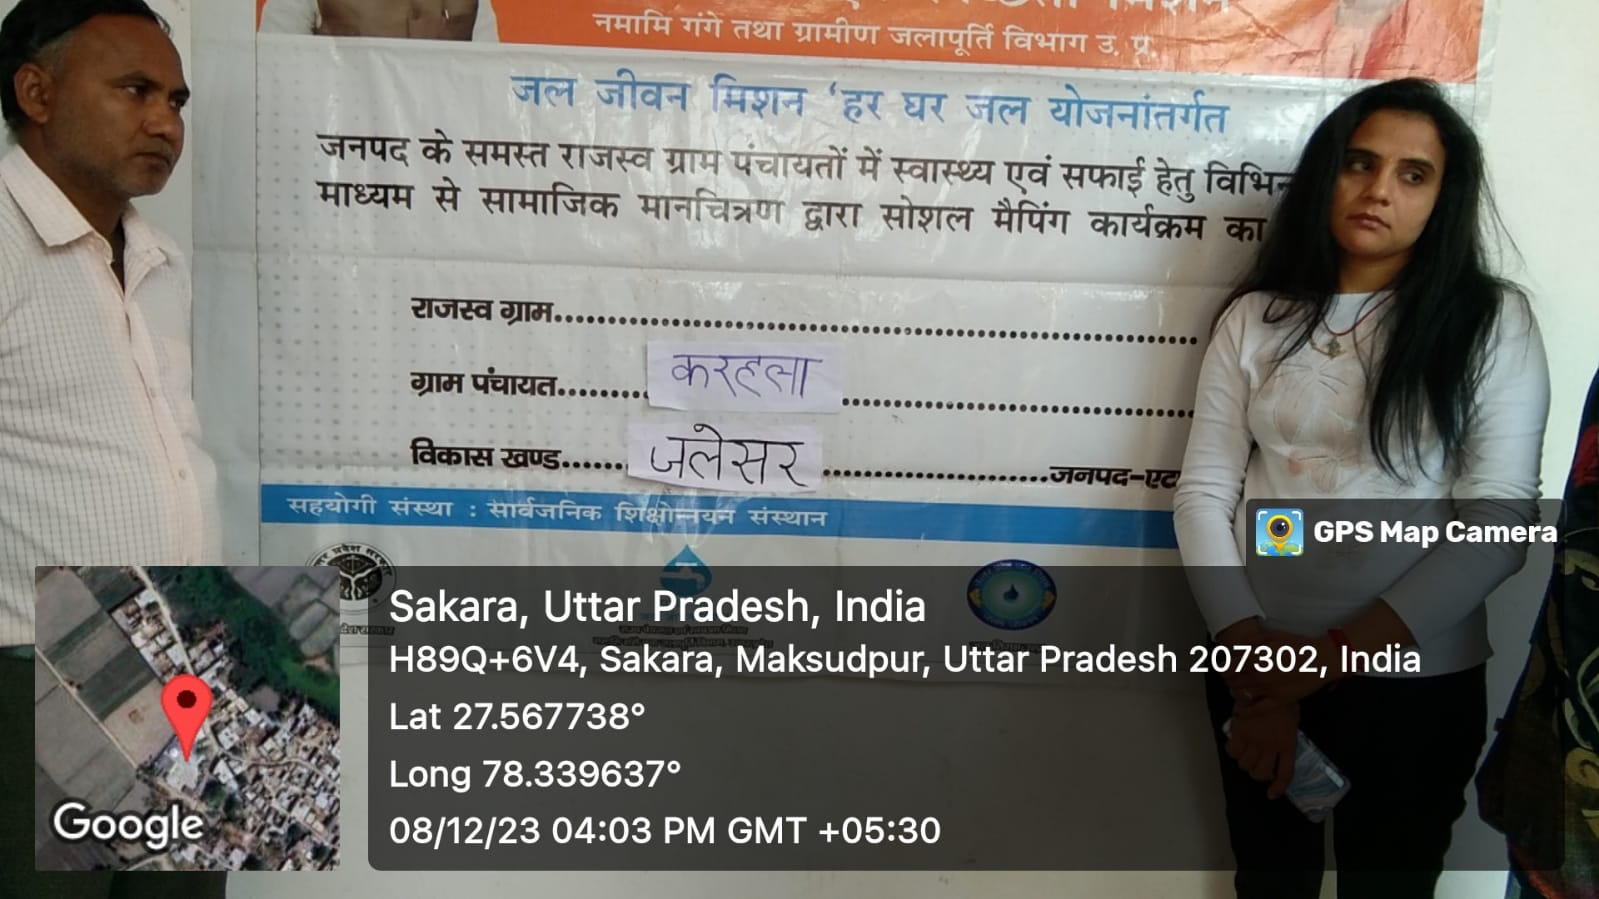 नमामि गंगे तथा ग्रामीण जलापूर्ति विभाग उ. प्र.
जल जीवन मिशन ‘हर घर जल योजनांतर्गत
जनपद के समस्त राजस्व ग्राम पंचायतों में स्वास्थ्य एवं सफाई हेतु विभिन
माध्यम से सामाजिक मानचित्रण द्वारा सोशल मैपिंग कार्यक्रम का
राजस्व ग्राम
ग्राम पंचायत करहला
विकास खण्ड जलेसर जनपद-एट
सहयोगी संस्था : सार्वजनिक शिक्षोन्नयन संस्थान
GPS Map Camera
Sakara, Uttar Pradesh, India
H89Q+6V4, Sakara, Maksudpur, Uttar Pradesh 207302, India
Lat 27.567738°
Long 78.339637°
08/12/23 04:03 PM GMT +05:30
Google